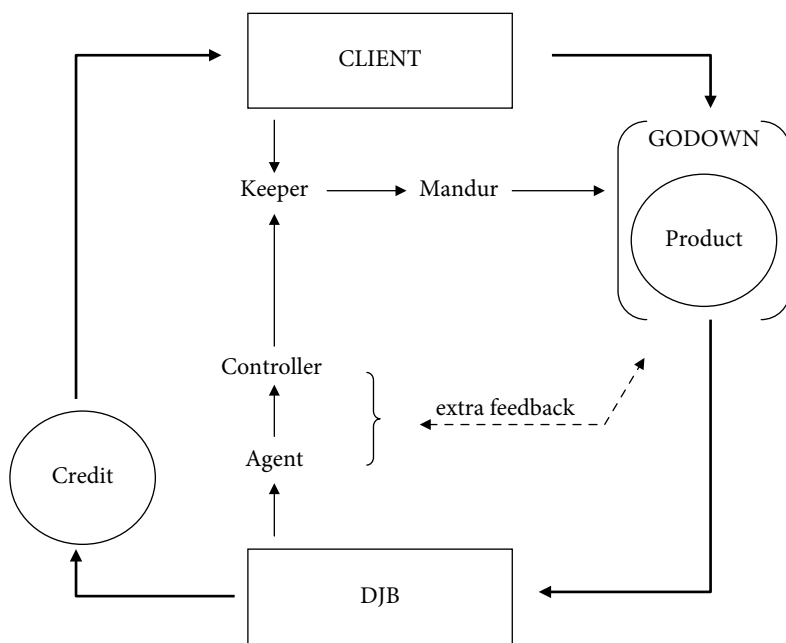 CLIENT
GODOWN
Keeper
Mandur
Product
Controller
extra feedback
Agent
Credit
DJB